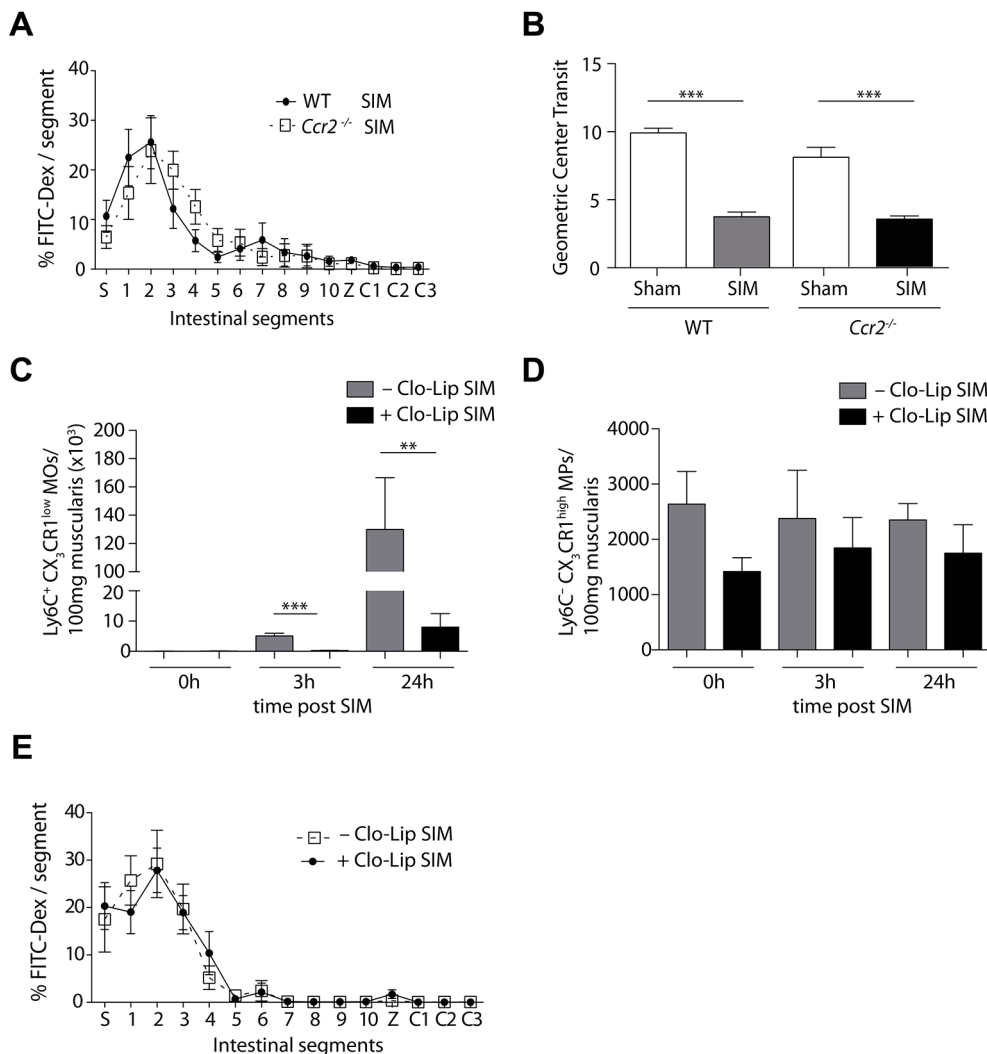 A
40
30
20
10
0
% FITC-Dex / segment
WT SIM
Ccr2 -/- SIM
S 1 2 3 4 5 6 7 8 9 10 Z C1 C2 C3
Intestinal segments
B
15
10
5
0
Geometric Center Transit
*** ***
Sham SIM Sham SIM
WT Ccr2-/-
C
– Clo-Lip SIM
+ Clo-Lip SIM
200
180
160
140
120
100
20
10
0
Ly6C+ CX3CR1low MOs/
100mg muscularis (x10³)
**
***
0h 3h 24h
time post SIM
D
– Clo-Lip SIM
+ Clo-Lip SIM
4000
3000
2000
1000
0
Ly6C- CX3CR1high MPs/
100mg muscularis
0h 3h 24h
time post SIM
E
40
30
20
10
0
% FITC-Dex / segment
– Clo-Lip SIM
+ Clo-Lip SIM
S 1 2 3 4 5 6 7 8 9 10 Z C1 C2 C3
Intestinal segments